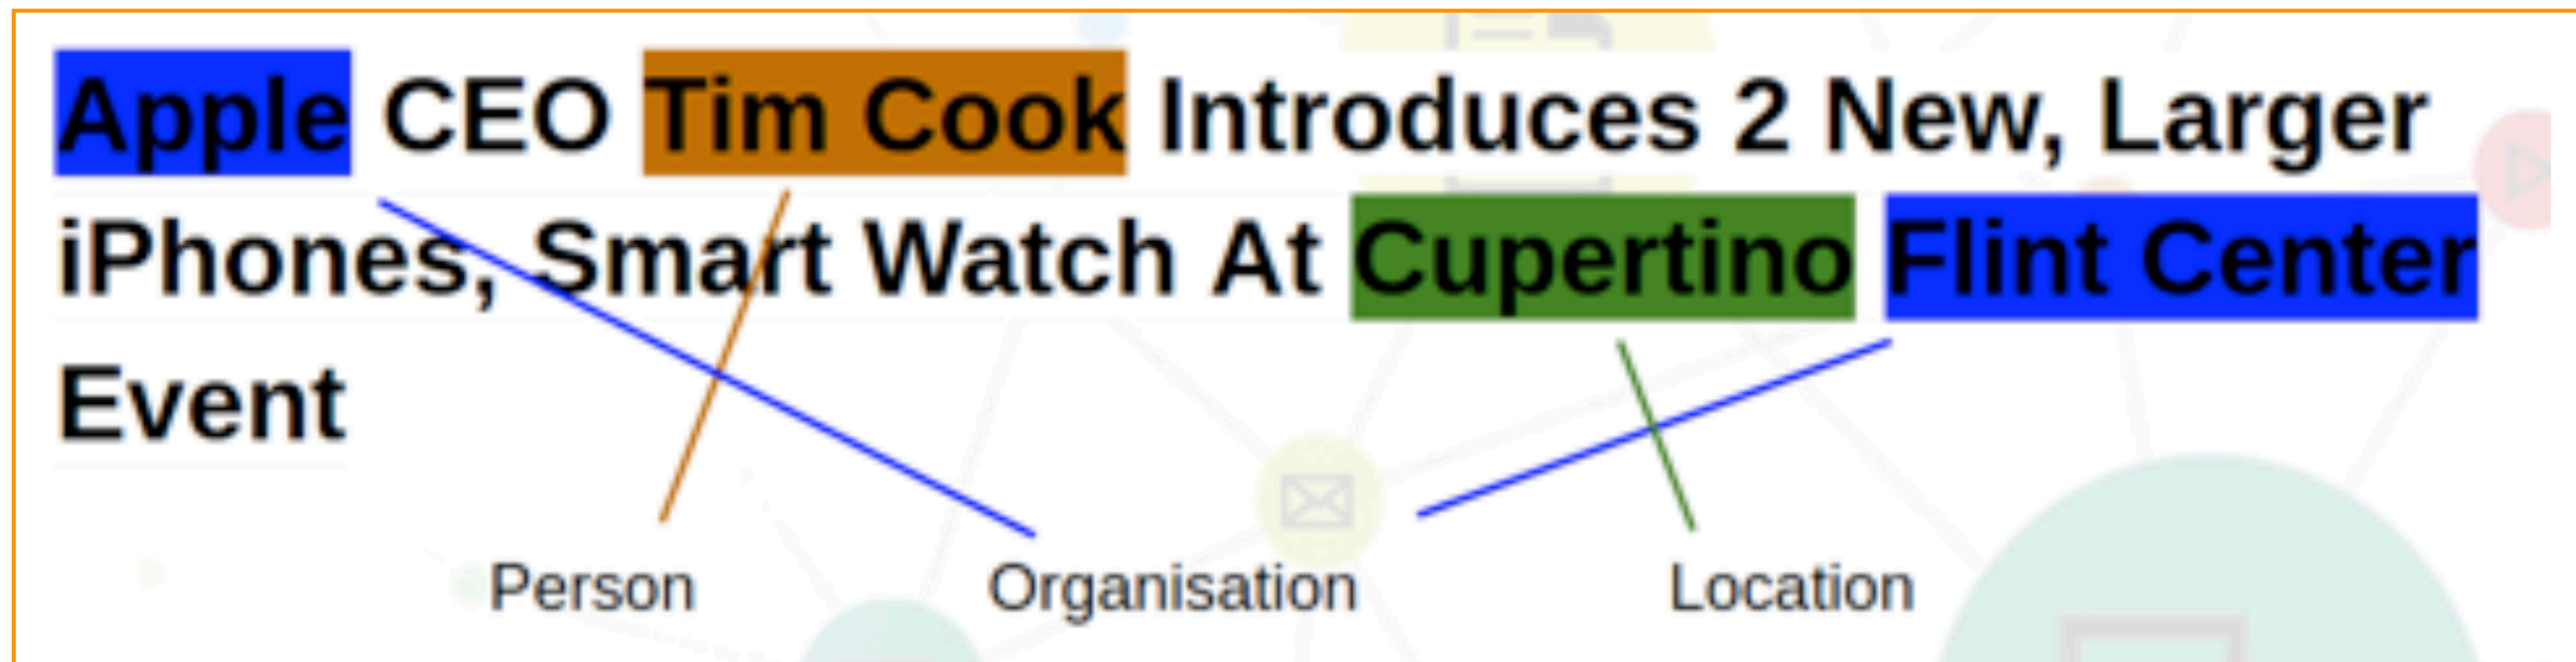 Apple CEO Tim Cook Introduces 2 New, Larger
iPhones, Smart Watch At Cupertino Flint Center
Event
Person Organisation Location